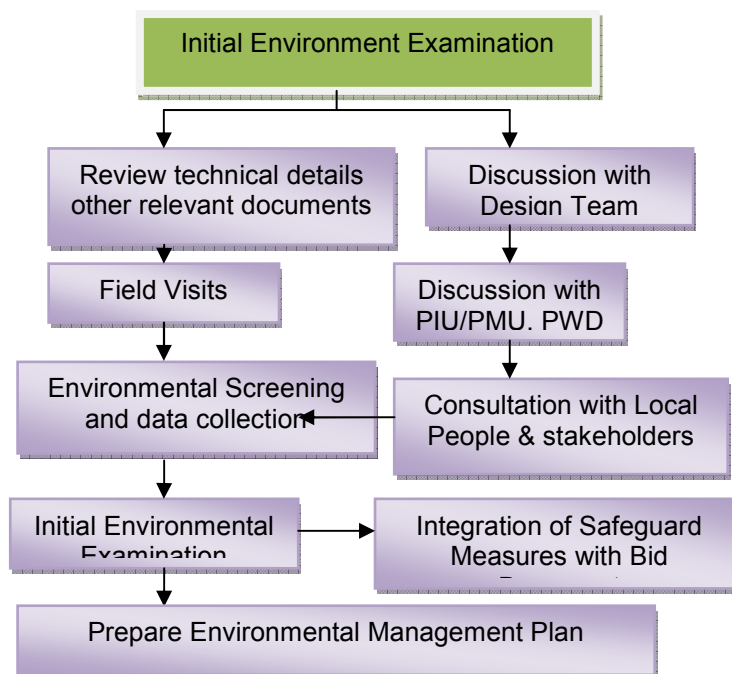 Initial Environment Examination
Review technical details
other relevant documents
Discussion with
Design Team
Field Visits
Discussion with
PIU/PMU. PWD
Environmental Screening
and data collection
Consultation with Local
People & stakeholders
Initial Environmental
Examination
Integration of Safeguard
Measures with Bid
Prepare Environmental Management Plan